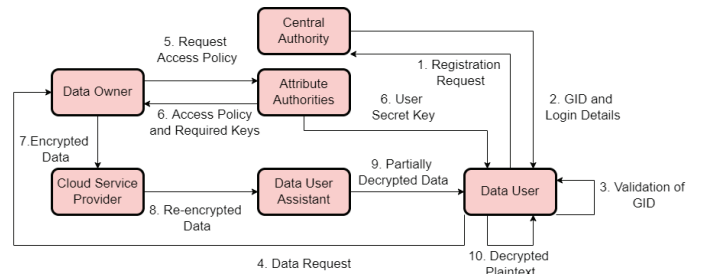 Central
Authority
5. Request
Access Policy
1. Registration
Request
Data Owner
Attribute
Authorities
6. Access Policy
and Required Keys
6. User
Secret Key
2. GID and
Login Details
7.Encrypted
Data
Cloud Service
Provider
8. Re-encrypted
Data
Data User
Assistant
9. Partially
Decrypted Data
Data User
3. Validation of
GID
4. Data Request
10. Decrypted
Plaintext